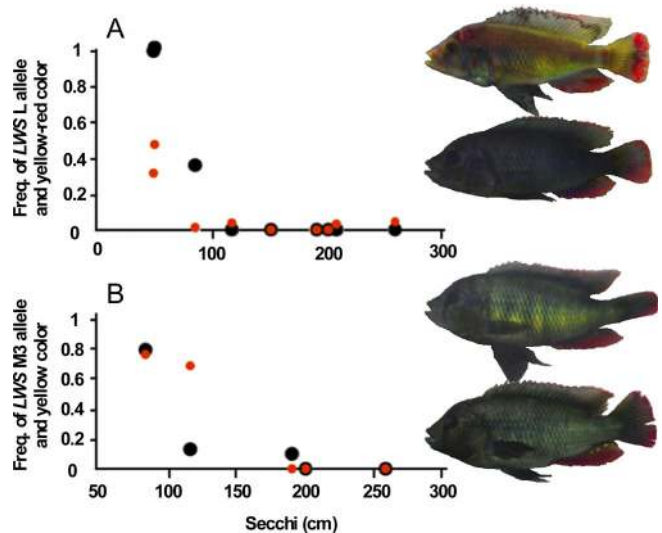 A
Freq. of LWS L allele
and yellow-red color
1
0.8
0.6
0.4
0.2
0
0 100 200 300
B
Freq. of LWS M3 allele
and yellow color
1
0.8
0.6
0.4
0.2
0
50 100 150 200 250 300
Secchi (cm)